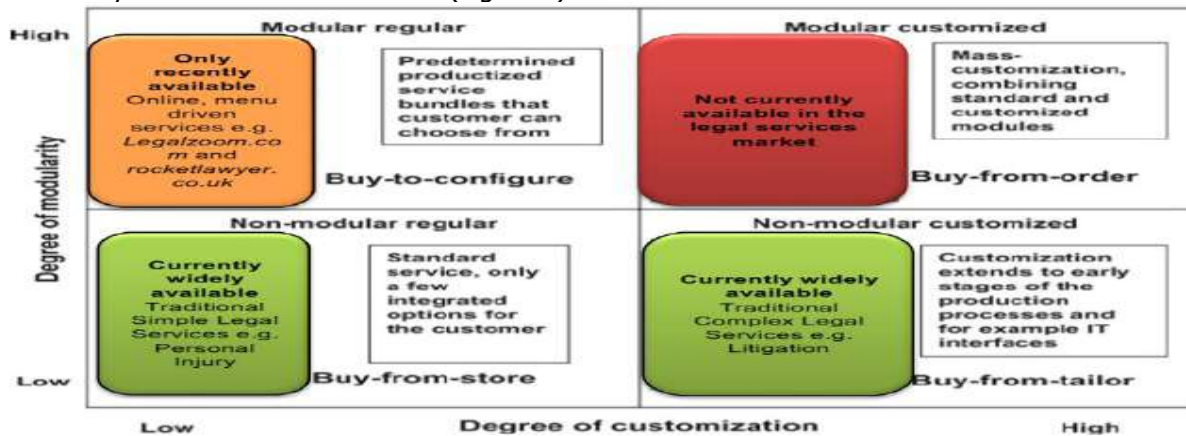 High
Modular regular
Modular customized
Only
recently
available
Online, menu
driven
services e.g.
Legalzoom.co
m and
rocketlawyer.
co.uk
Predetermined
productized
service
bundles that
customer can
choose from
Buy-to-configure
Not currently
available in the
legal services
market
Mass-
customization,
combining
standard and
customized
modules
Buy-from-order
Degree of modularity
Non-modular regular
Non-modular customized
Currently
widely
available
Traditional
Simple Legal
Services e.g.
Personal
Injury
Standard
service, only
a few
integrated
options for
the customer
Buy-from-store
Currently widely
available
Traditional
Complex Legal
Services e.g.
Litigation
Customization
extends to early
stages of the
production
processes and
for example IT
interfaces
Buy-from-tailor
Low
Low
Degree of customization
High